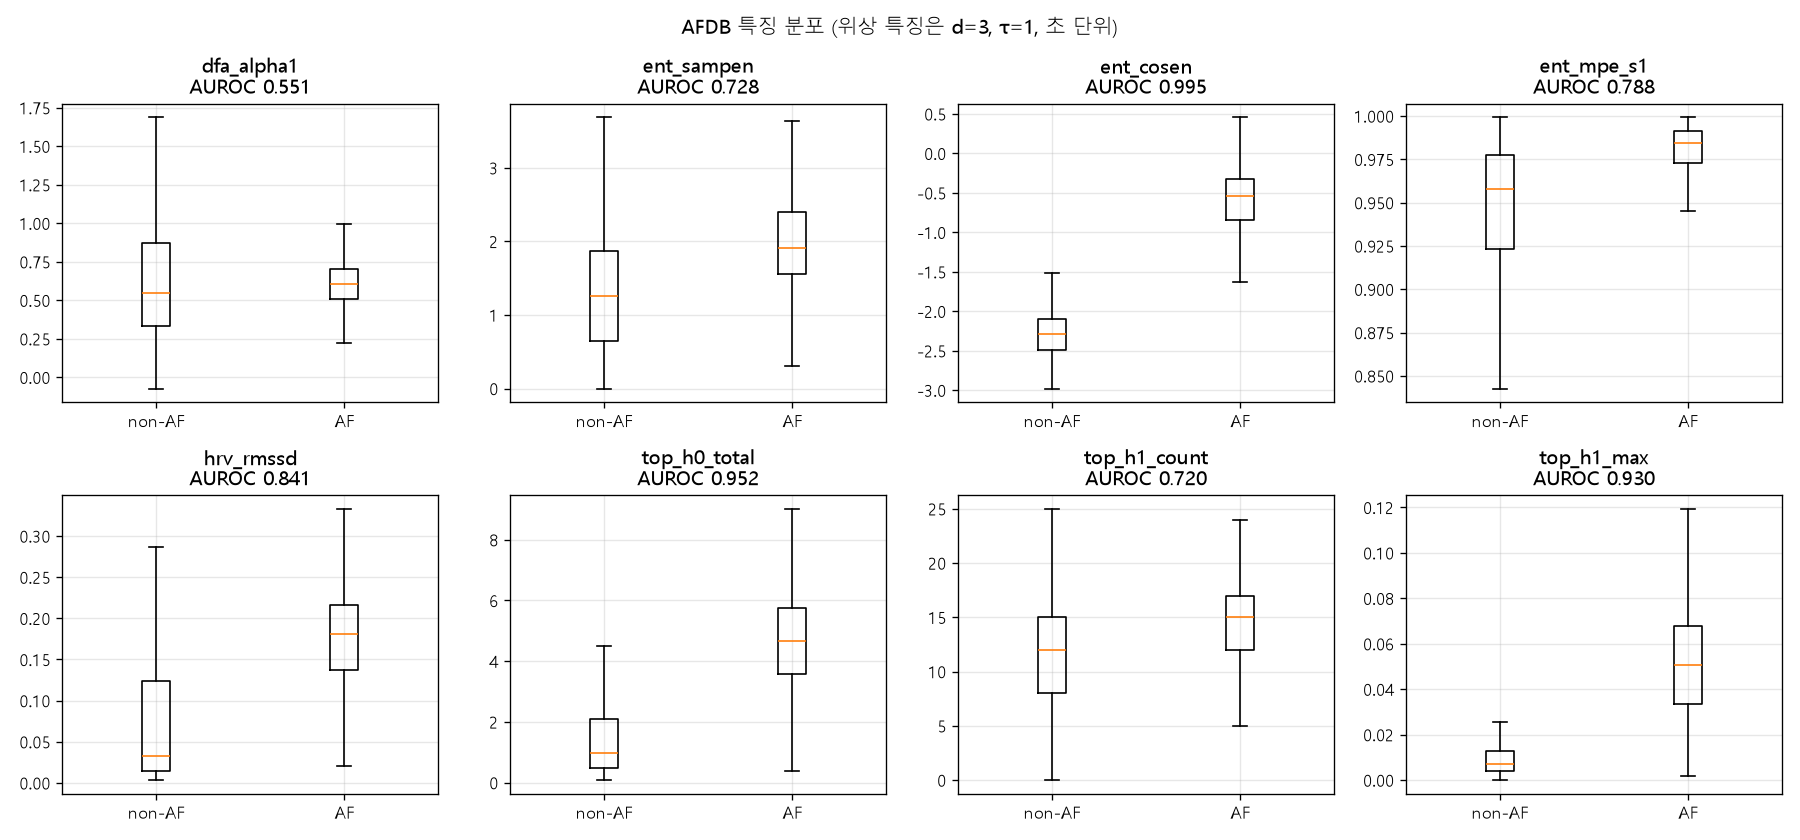 AFDB 특징 분포 (위상 특징은 d=3, τ=1, 초 단위)
dfa_alpha1
AUROC 0.551
1.75
1.50
1.25
1.00
0.75
0.50
0.25
0.00
non-AF
AF
ent_sampen
AUROC 0.728
3
2
1
0
non-AF
AF
ent_cosen
AUROC 0.995
0.5
0.0
-0.5
-1.0
-1.5
-2.0
-2.5
-3.0
non-AF
AF
ent_mpe_s1
AUROC 0.788
1.000
0.975
0.950
0.925
0.900
0.875
0.850
non-AF
AF
hrv_rmssd
AUROC 0.841
0.30
0.25
0.20
0.15
0.10
0.05
0.00
non-AF
AF
top_h0_total
AUROC 0.952
8
6
4
2
0
non-AF
AF
top_h1_count
AUROC 0.720
25
20
15
10
5
0
non-AF
AF
top_h1_max
AUROC 0.930
0.12
0.10
0.08
0.06
0.04
0.02
0.00
non-AF
AF